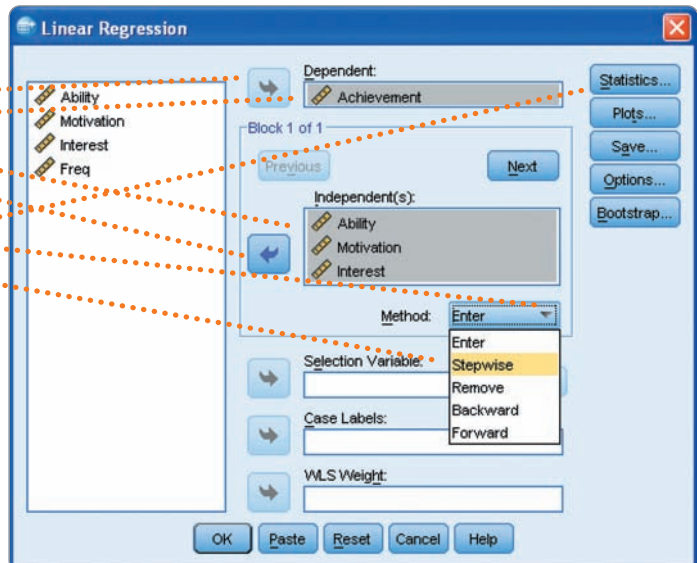 Linear Regression
Ability
Motivation
Interest
Freq
Dependent:
Achievement
Block 1 of 1
Previous
Next
Independent(s):
Ability
Motivation
Interest
Method:
Enter
Enter
Stepwise
Remove
Backward
Forward
Selection Variable:
Case Labels:
WLS Weight:
Statistics...
Plots...
Save...
Options...
Bootstrap...
OK
Paste
Reset
Cancel
Help